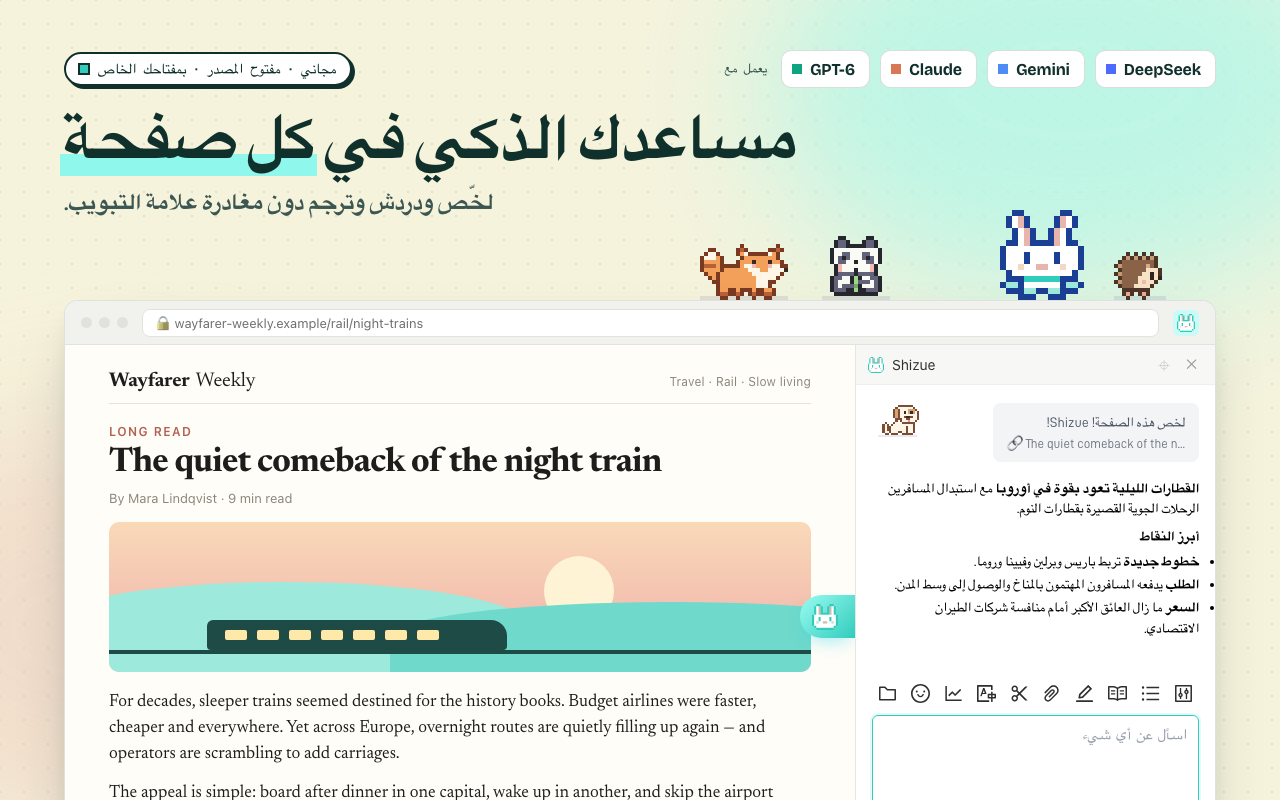 مجاني · مفتوح المصدر · بمفتاحك الخاص
يعمل مع
GPT-6
Claude
Gemini
DeepSeek
مساعدك الذكي في كل صفحة
لخّص ودردش وترجم دون مغادرة علامة التبويب.
wayfarer-weekly.example/rail/night-trains
Wayfarer Weekly
Travel · Rail · Slow living
LONG READ
The quiet comeback of the night train
By Mara Lindqvist · 9 min read
For decades, sleeper trains seemed destined for the history books. Budget airlines were faster,
cheaper and everywhere. Yet across Europe, overnight routes are quietly filling up again — and
operators are scrambling to add carriages.
The appeal is simple: board after dinner in one capital, wake up in another, and skip the airport
Shizue
لخص هذه الصفحة! Shizue!
The quiet comeback of the n...
القطارات الليلية تعود بقوة في أوروبا مع استبدال المسافرين
الرحلات الجوية القصيرة بقطارات النوم.
أبرز النقاط
• خطوط جديدة تربط باريس وبرلين وفيينا وروما.
• الطلب يدفعه المسافرون المهتمون بالمناخ والوصول إلى وسط المدن.
• السعر ما زال العائق الأكبر أمام منافسة شركات الطيران
الاقتصادي.
اسأل عن أي شيء